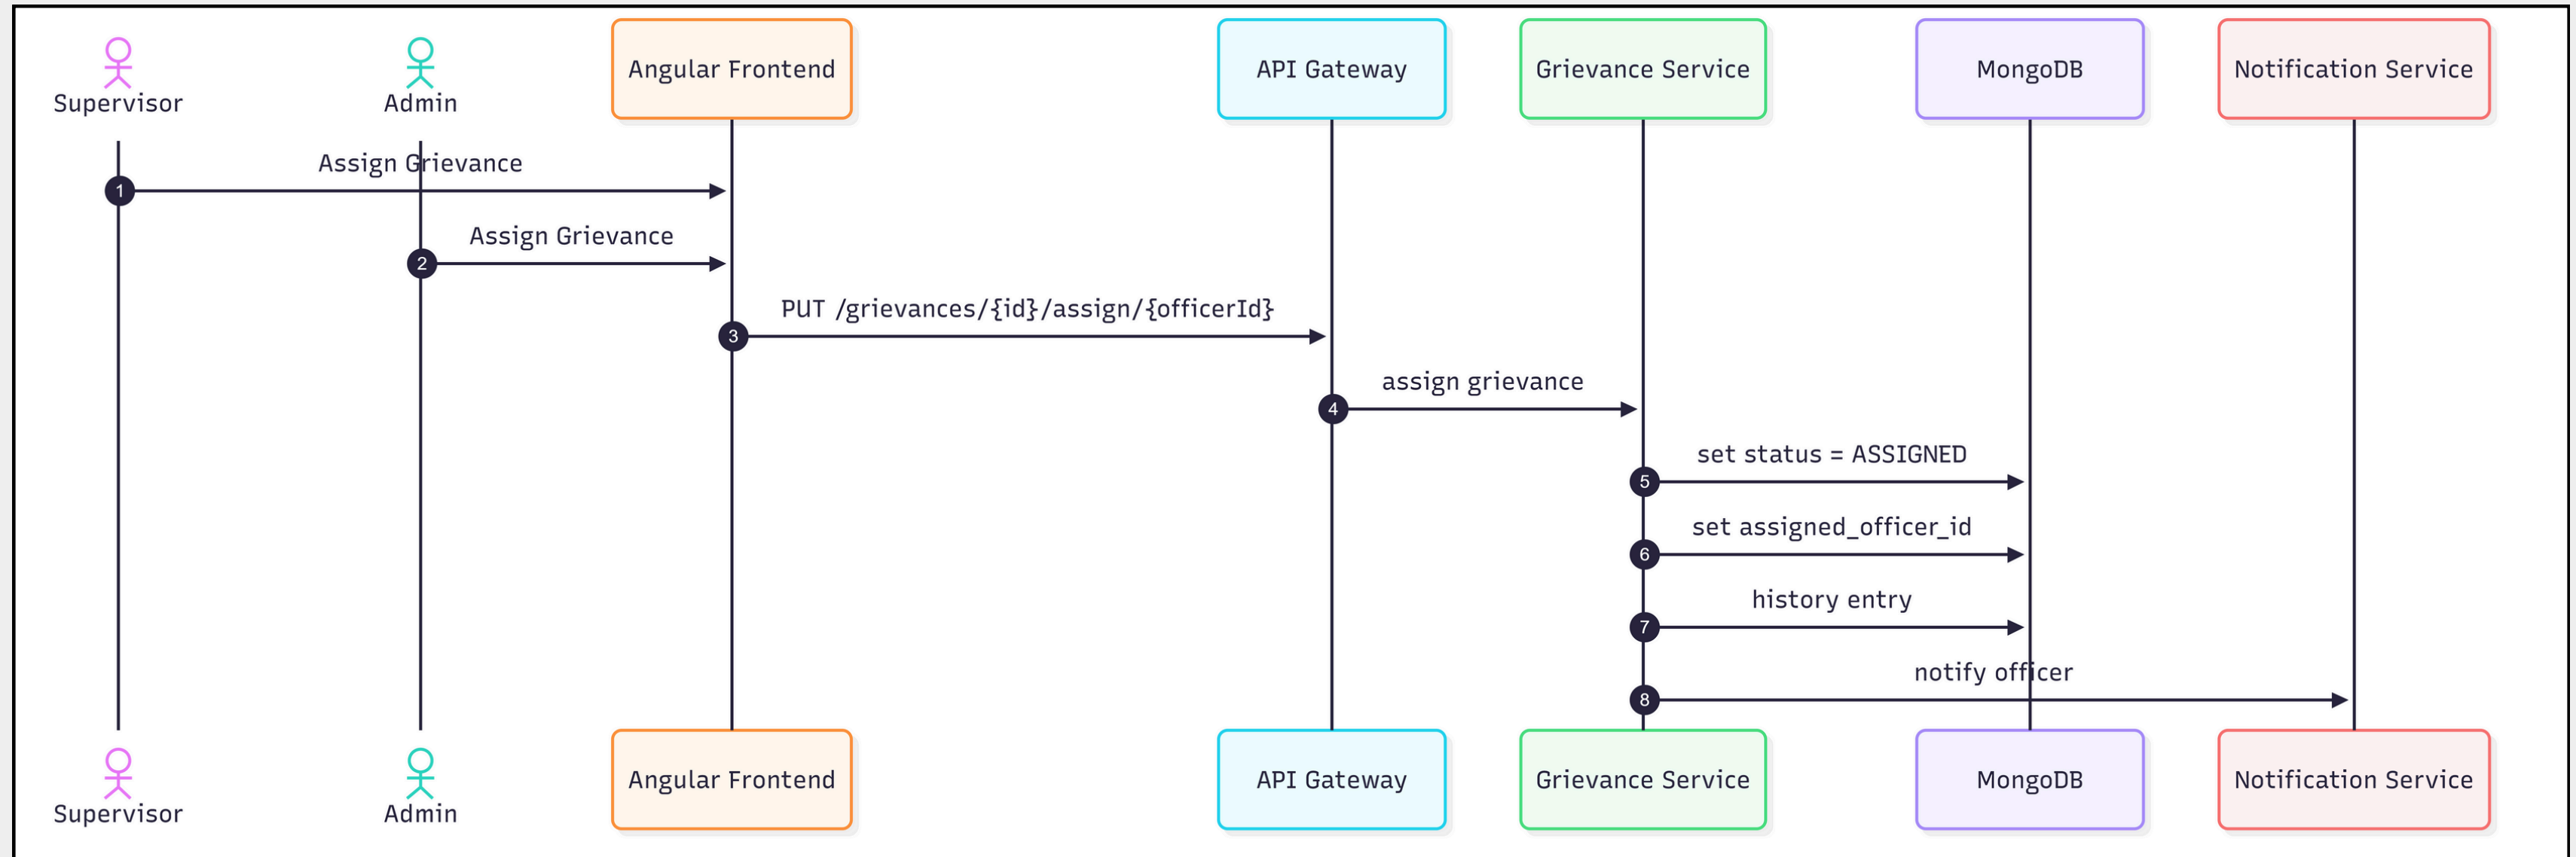 Supervisor
Admin
Angular Frontend
API Gateway
Grievance Service
MongoDB
Notification Service
Assign Grievance
1
Assign Grievance
2
PUT /grievances/{id}/assign/{officerId}
3
assign grievance
4
set status = ASSIGNED
5
set assigned_officer_id
6
history entry
7
notify officer
8
Supervisor
Admin
Angular Frontend
API Gateway
Grievance Service
MongoDB
Notification Service